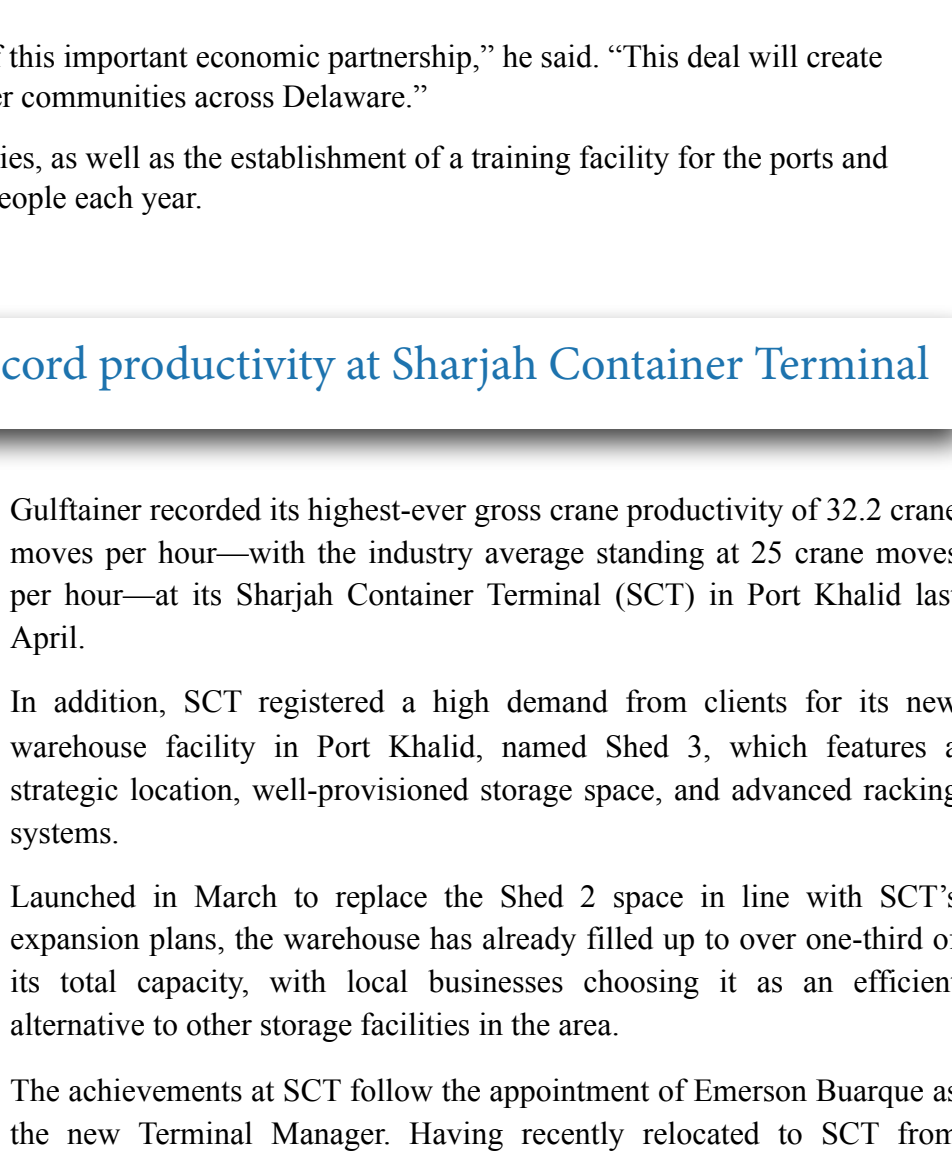 this important economic partnership,” he said. “This deal will create
communities across Delaware.”
as well as the establishment of a training facility for the ports and
each year.
productivity at Sharjah Container Terminal
Gulftainer recorded its highest-ever gross crane productivity of 32.2 crane
moves per hour—with the industry average standing at 25 crane moves
per hour—at its Sharjah Container Terminal (SCT) in Port Khalid last
April.
In addition, SCT registered a high demand from clients for its new
warehouse facility in Port Khalid, named Shed 3, which features a
strategic location, well-provisioned storage space, and advanced racking
systems.
Launched in March to replace the Shed 2 space in line with SCT’s
expansion plans, the warehouse has already filled up to over one-third of
its total capacity, with local businesses choosing it as an efficient
alternative to other storage facilities in the area.
The achievements at SCT follow the appointment of Emerson Buarque as
the new Terminal Manager. Having recently relocated to SCT from